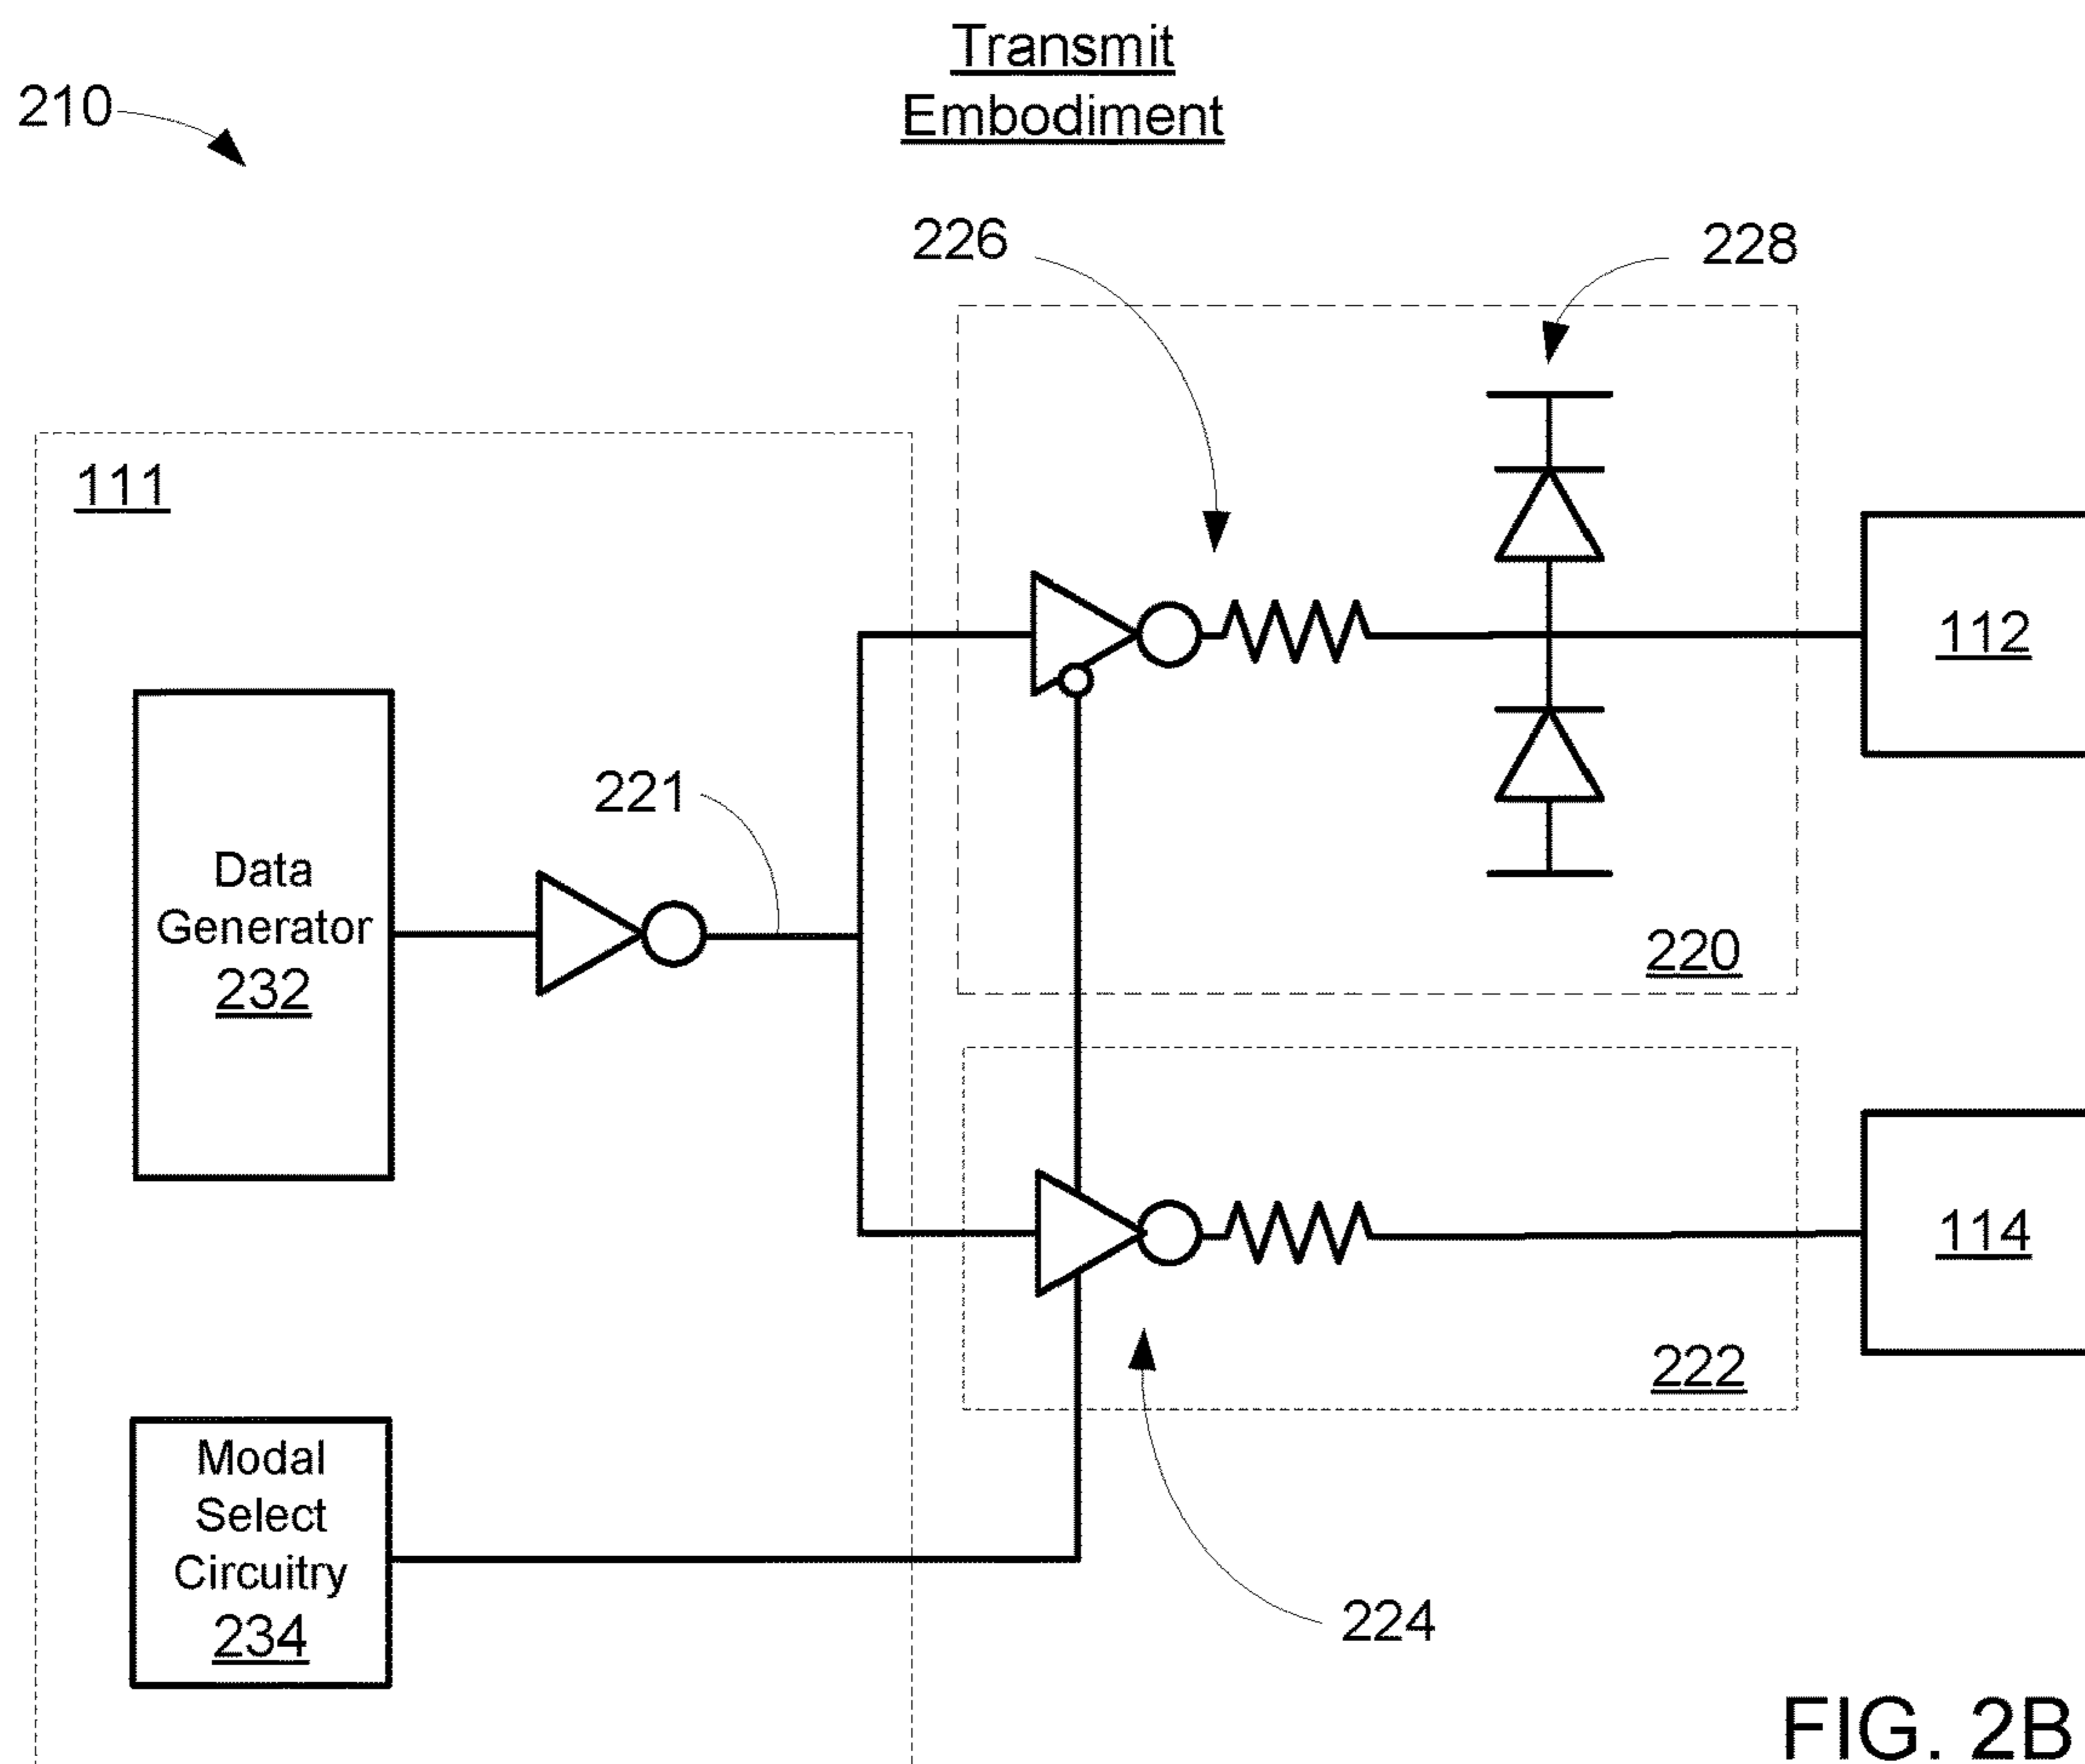 Transmit
Embodiment
210
226
228
111
112
221
Data
Generator
232
220
114
222
Modal
Select
Circuitry
234
224
FIG. 2B